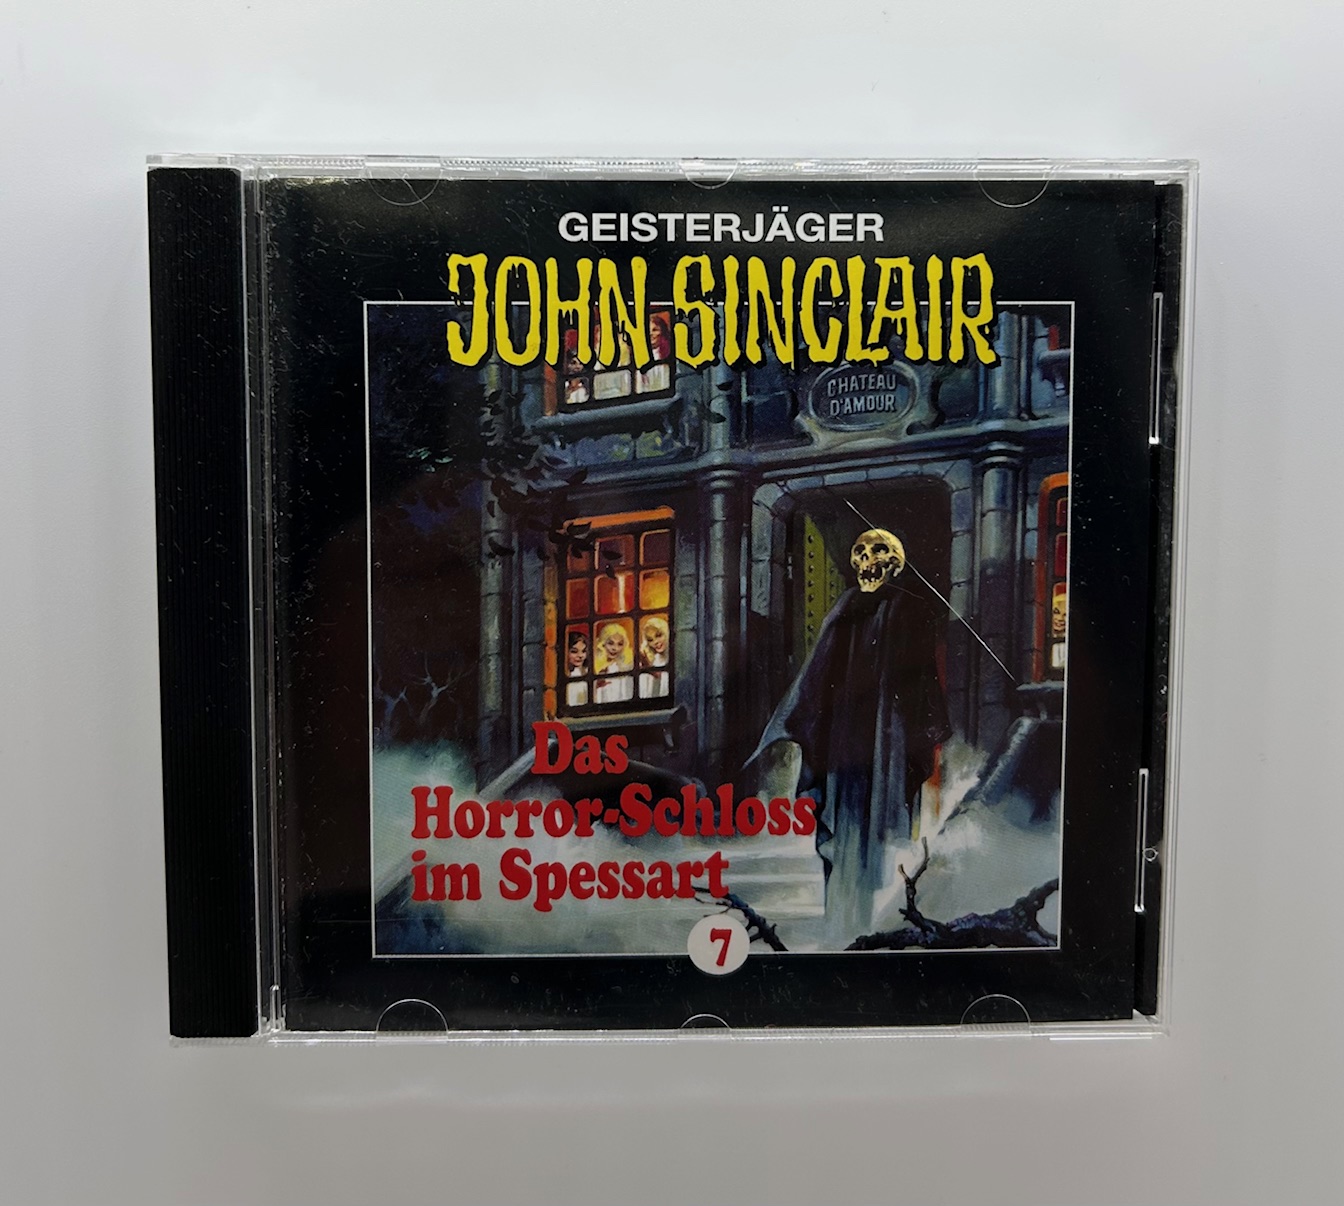 GEISTERJÄGER
JOHN SINCLAIR
CHATEAU
D'AMOUR
Das
Horror-Schloss
im Spessart
7